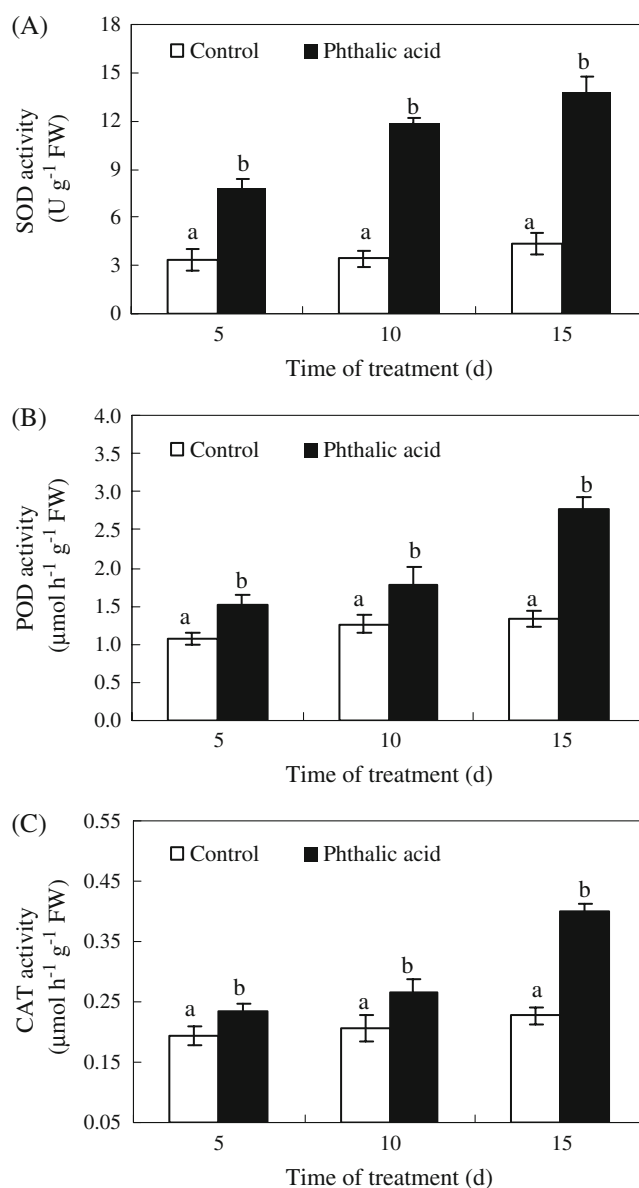 (A)
18
15
12
9
6
3
0
SOD activity
(U g⁻¹ FW)
Control Phthalic acid
a b a b a b
5 10 15
Time of treatment (d)
(B)
4.0
3.5
3.0
2.5
2.0
1.5
1.0
0.5
0.0
POD activity
(μmol h⁻¹ g⁻¹ FW)
Control Phthalic acid
a b a b a b
5 10 15
Time of treatment (d)
(C)
0.55
0.45
0.35
0.25
0.15
0.05
CAT activity
(μmol h⁻¹ g⁻¹ FW)
Control Phthalic acid
a b a b a b
5 10 15
Time of treatment (d)